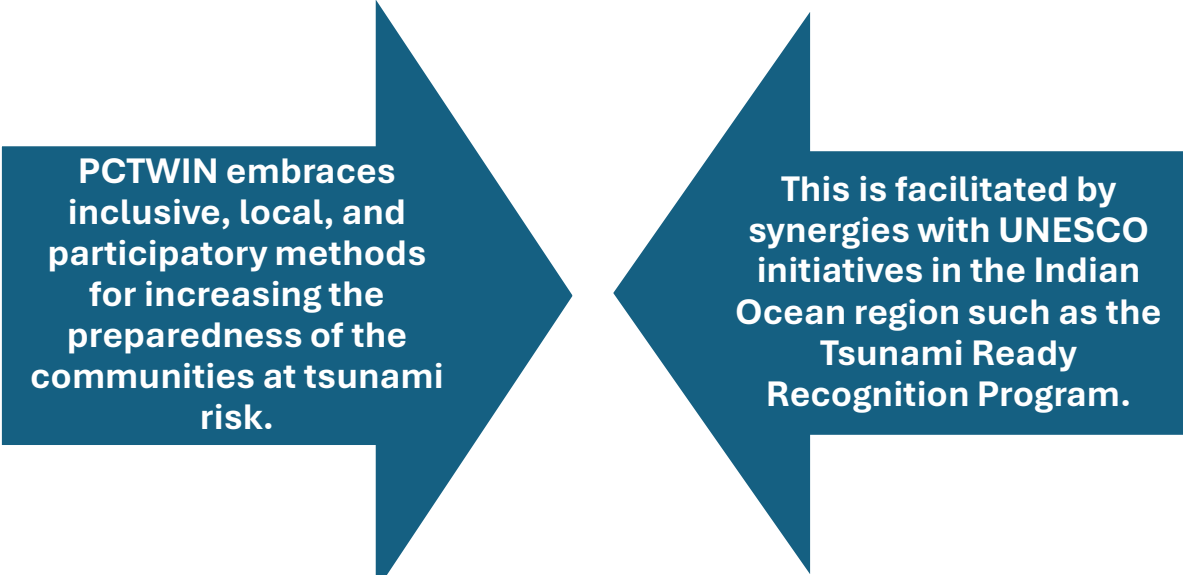 PCTWIN embraces
inclusive, local, and
participatory methods
for increasing the
preparedness of the
communities at tsunami
risk.
This is facilitated by
synergies with UNESCO
initiatives in the Indian
Ocean region such as the
Tsunami Ready
Recognition Program.